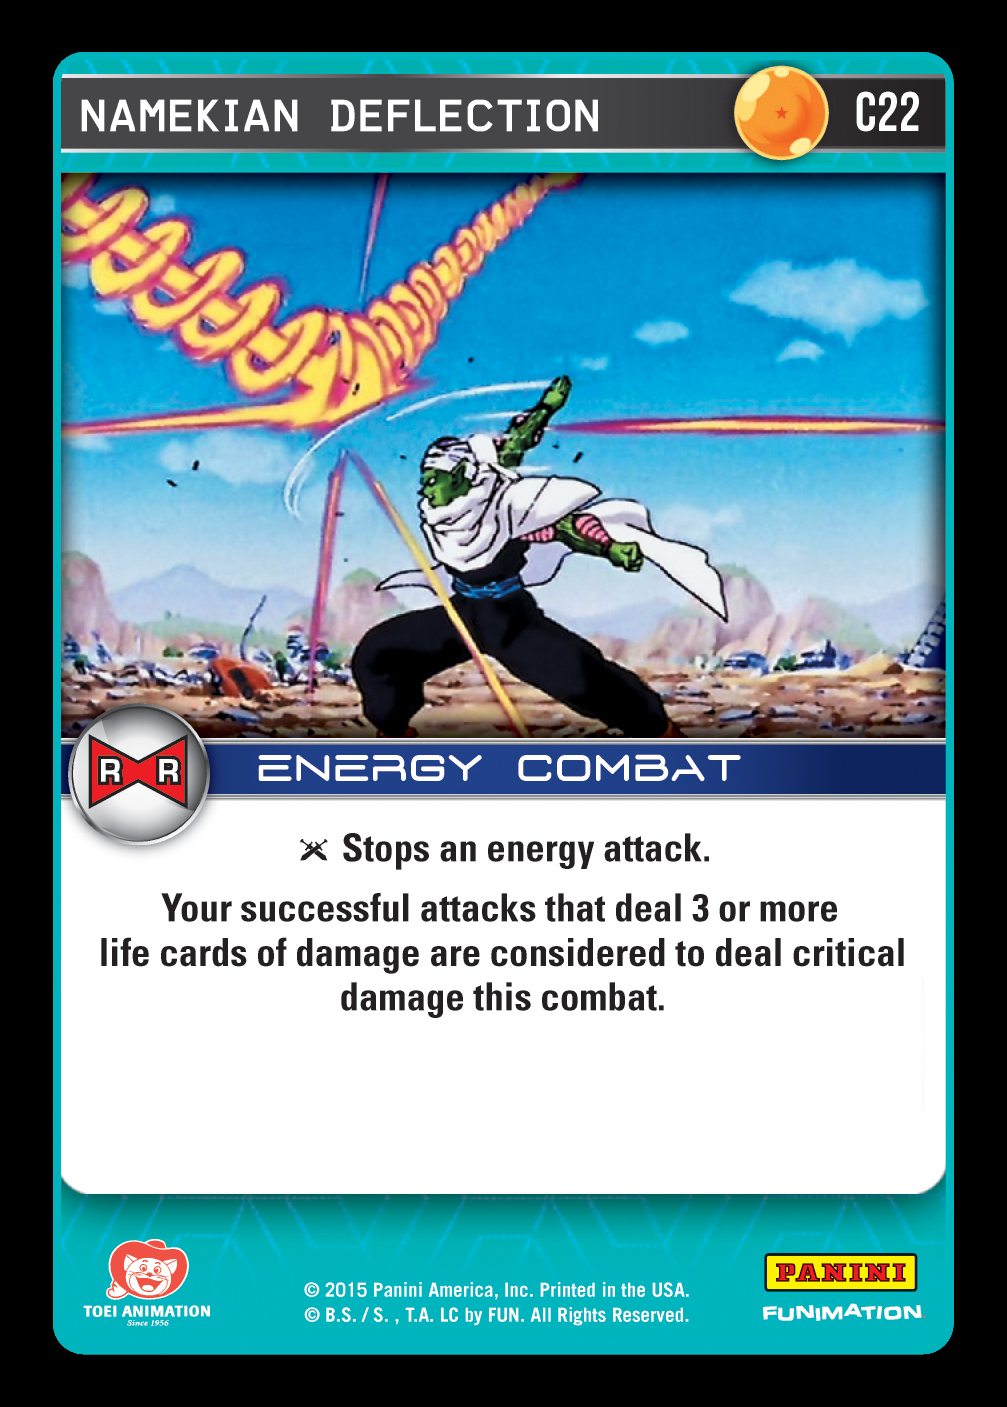 NAMEKIAN DEFLECTION
C22
R R
ENERGY COMBAT
Stops an energy attack.
Your successful attacks that deal 3 or more
life cards of damage are considered to deal critical
damage this combat.
TOEI ANIMATION
Since 1956
© 2015 Panini America, Inc. Printed in the USA.
© B.S. / S. , T.A. LC by FUN. All Rights Reserved.
PANINI
FUNIMATION